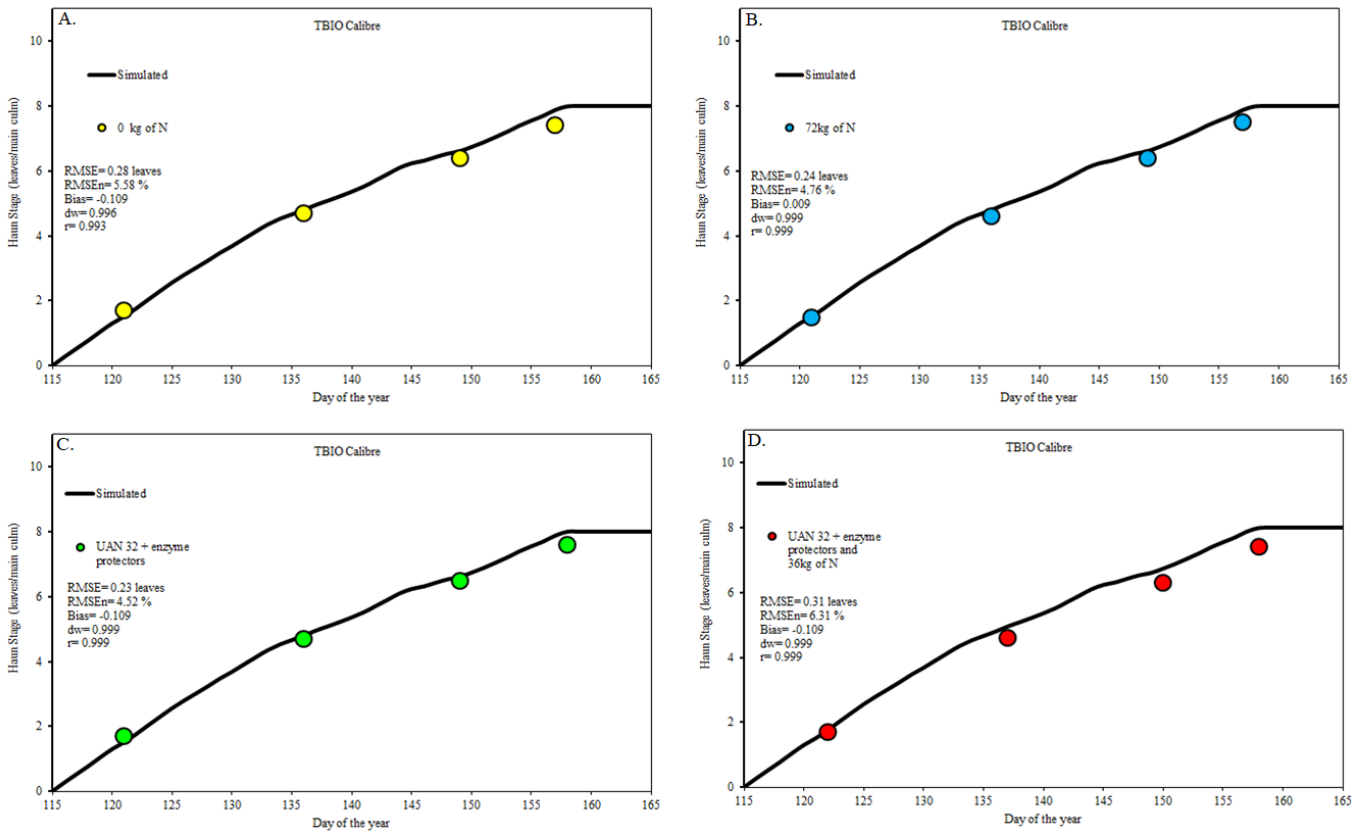 A.
TBIO Calibre
Simulated
0 kg of N
RMSE= 0.28 leaves
RMSEn= 5.58 %
Bias= -0.109
dw= 0.996
r= 0.993
Haun Stage (leaves/main culm)
10
8
6
4
2
0
115 120 125 130 135 140 145 150 155 160 165
Day of the year
B.
TBIO Calibre
Simulated
72kg of N
RMSE= 0.24 leaves
RMSEn= 4.76 %
Bias= 0.009
dw= 0.999
r= 0.999
Haun Stage (leaves/main culm)
10
8
6
4
2
0
115 120 125 130 135 140 145 150 155 160 165
Day of the year
C.
TBIO Calibre
Simulated
UAN 32 + enzyme
protectors
RMSE= 0.23 leaves
RMSEn= 4.52 %
Bias= -0.109
dw= 0.999
r= 0.999
Haun Stage (leaves/main culm)
10
8
6
4
2
0
115 120 125 130 135 140 145 150 155 160 165
Day of the year
D.
TBIO Calibre
Simulated
UAN 32 + enzyme
protectors and
36kg of N
RMSE= 0.31 leaves
RMSEn= 6.31 %
Bias= -0.109
dw= 0.999
r= 0.999
Haun Stage (leaves/main culm)
10
8
6
4
2
0
115 120 125 130 135 140 145 150 155 160 165
Day of the year